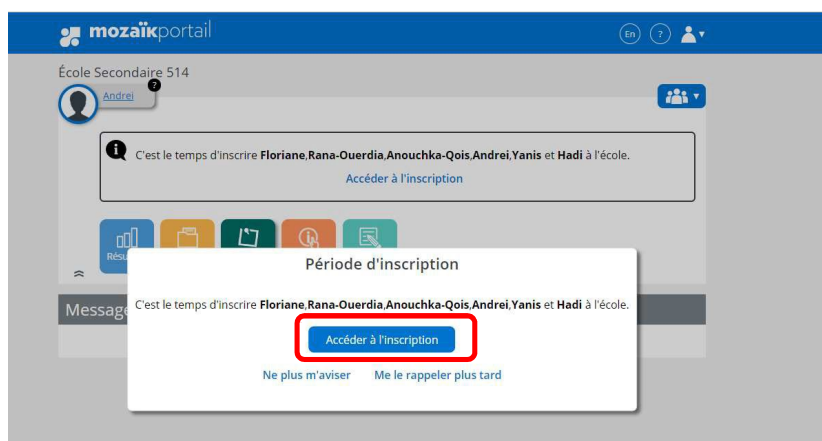 mozaïkportail
En ?
École Secondaire 514
Andrei ?
C'est le temps d'inscrire Floriane,Rana-Ouerdia,Anouchka-Qois,Andrei,Yanis et Hadi à l'école.
Accéder à l'inscription
Période d'inscription
C'est le temps d'inscrire Floriane,Rana-Ouerdia,Anouchka-Qois,Andrei,Yanis et Hadi à l'école.
Accéder à l'inscription
Ne plus m'aviser Me le rappeler plus tard